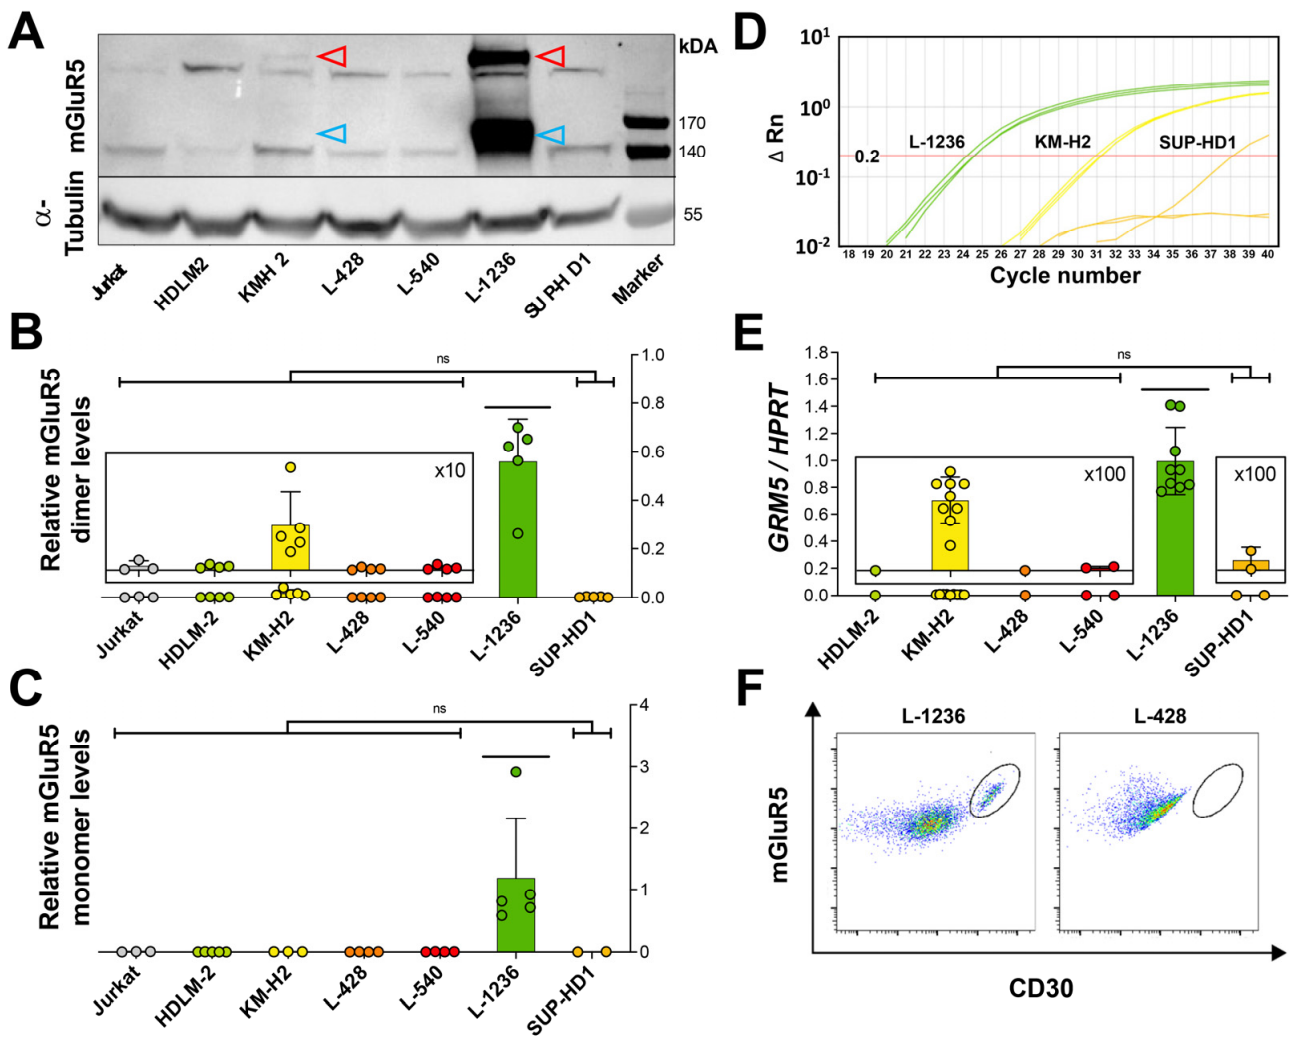 A
mGluR5
α-
Tubulin
kDA
170
140
55
Jurkat
HDLM2
KMH 2
L-428
L-540
L-1236
SUPH D1
Marker
B
Relative mGluR5
dimer levels
ns
x10
1.0
0.8
0.6
0.4
0.2
0.0
Jurkat
HDLM-2
KM-H2
L-428
L-540
L-1236
SUP-HD1
C
Relative mGluR5
monomer levels
ns
4
3
2
1
0
Jurkat
HDLM-2
KM-H2
L-428
L-540
L-1236
SUP-HD1
D
Δ Rn
10¹
10⁰
10⁻¹
10⁻²
0.2
L-1236
KM-H2
SUP-HD1
18 19 20 21 22 23 24 25 26 27 28 29 30 31 32 33 34 35 36 37 38 39 40
Cycle number
E
GRM5 / HPRT
1.8
1.6
1.4
1.2
1.0
0.8
0.6
0.4
0.2
0.0
ns
x100
x100
HDLM-2
KM-H2
L-428
L-540
L-1236
SUP-HD1
F
L-1236
L-428
mGluR5
CD30